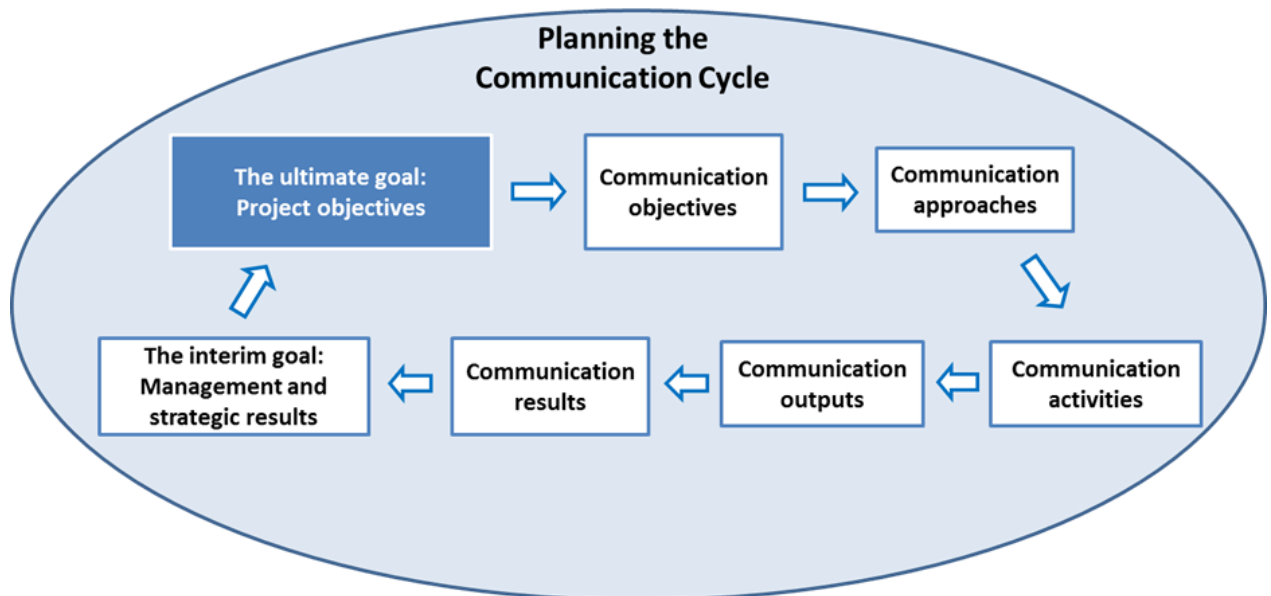 Planning the
Communication Cycle
The ultimate goal:
Project objectives
Communication
objectives
Communication
approaches
Communication
activities
Communication
outputs
Communication
results
The interim goal:
Management and
strategic results